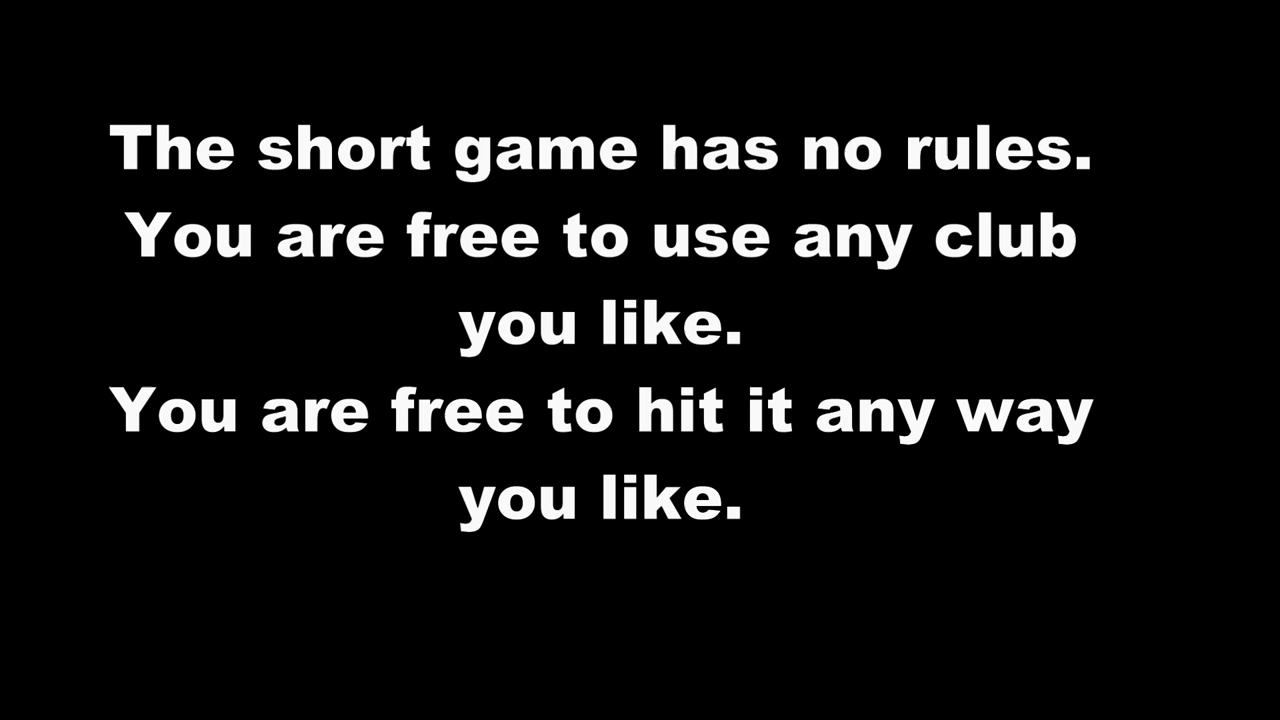 The short game has no rules.
You are free to use any club
you like.
You are free to hit it any way
you like.